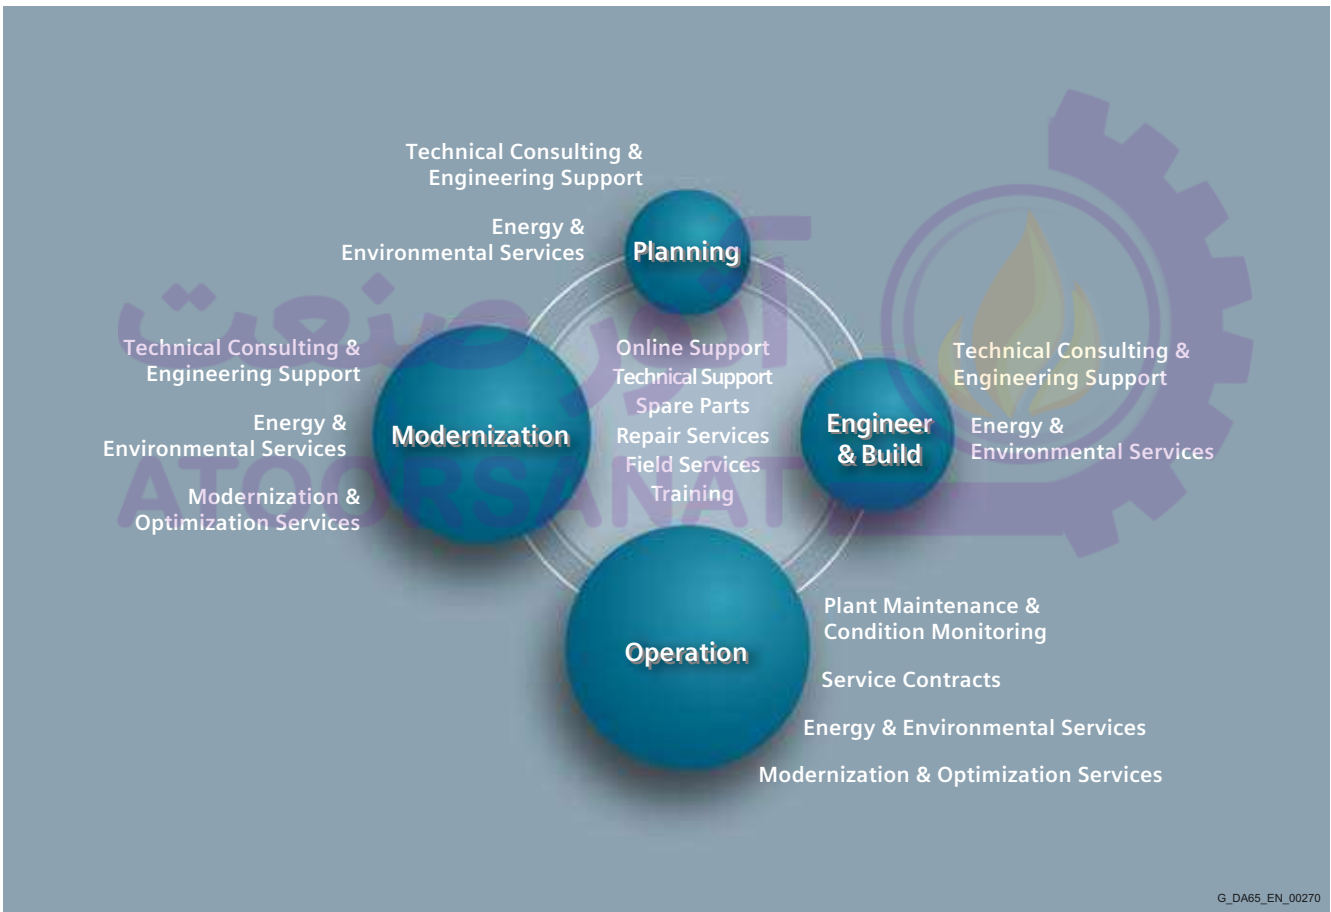 Technical Consulting &
Engineering Support
Energy &
Environmental Services
Planning
آتور صنعت
Technical Consulting &
Engineering Support
Energy &
Environmental Services
Modernization &
Optimization Services
Modernization
Online Support
Technical Support
Spare Parts
Repair Services
Field Services
Training
Engineer
& Build
Technical Consulting &
Engineering Support
Energy &
Environmental Services
ATOORSANAT
Operation
Plant Maintenance &
Condition Monitoring
Service Contracts
Energy & Environmental Services
Modernization & Optimization Services
G_DA65_EN_00270